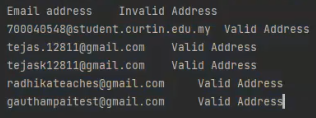 Email address    Invalid Address
700040548@student.curtin.edu.my  Valid Address
tejas.12811@gmail.com    Valid Address
tejask12811@gmail.com    Valid Address
radhikateaches@gmail.com     Valid Address
gauthampaitest@gmail.com     Valid Address